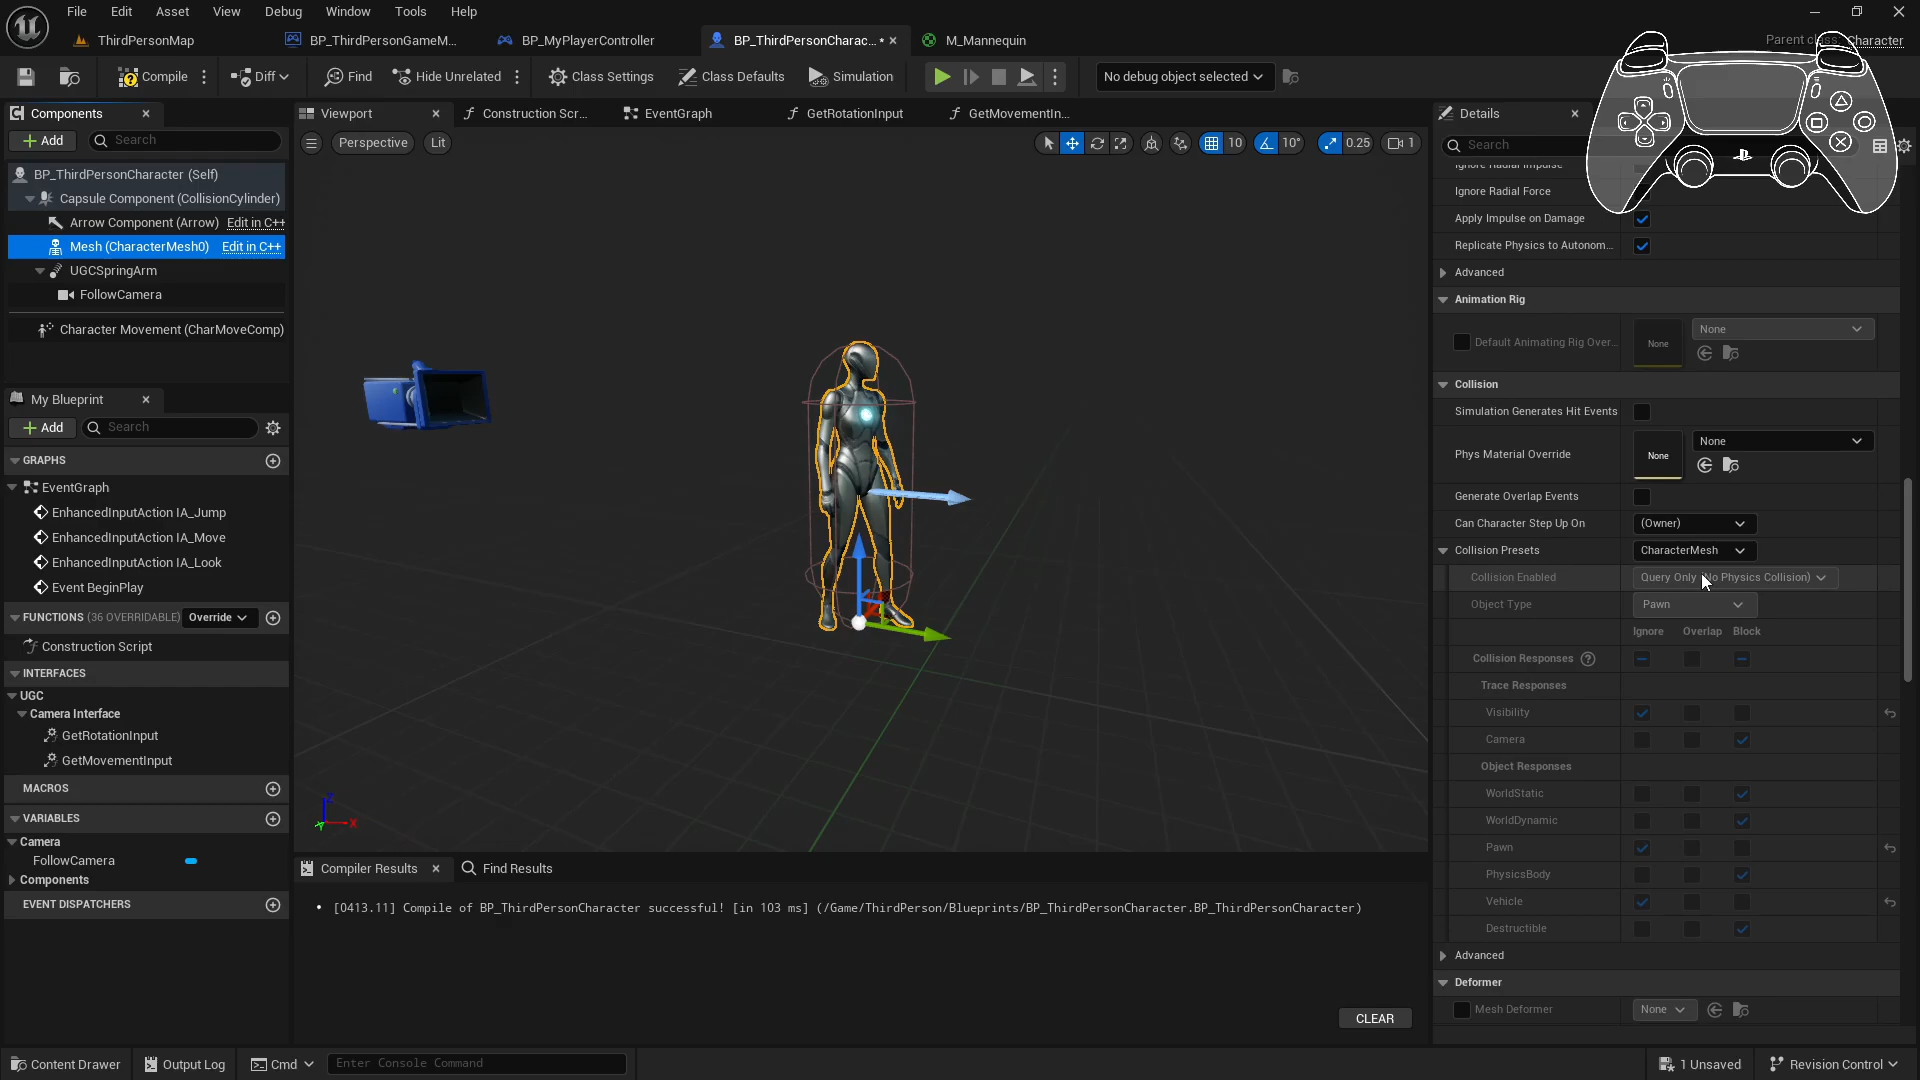 File Edit Asset View Debug Window Tools Help
ThirdPersonMap BP_ThirdPersonGameM... BP_MyPlayerController BP_ThirdPersonCharac...• M_Mannequin
Character
Compile Diff Find Hide Unrelated Class Settings Class Defaults Simulation No debug object selected
Components
Add Search
BP_ThirdPersonCharacter (Self)
Capsule Component (CollisionCylinder)
Arrow Component (Arrow) Edit in C++
Mesh (CharacterMesh0) Edit in C++
UGCSpringArm
FollowCamera
Character Movement (CharMoveComp)
My Blueprint
Add Search
GRAPHS
EventGraph
EnhancedInputAction IA_Jump
EnhancedInputAction IA_Move
EnhancedInputAction IA_Look
Event BeginPlay
FUNCTIONS (36 OVERRIDABLE) Override
Construction Script
INTERFACES
UGC
Camera Interface
GetRotationInput
GetMovementInput
MACROS
VARIABLES
Camera
FollowCamera
Components
EVENT DISPATCHERS
Viewport Construction Scr... EventGraph GetRotationInput GetMovementIn...
Perspective Lit 10 10° 0.25 1
Z
X
Y
Compiler Results Find Results
• [0413.11] Compile of BP_ThirdPersonCharacter successful! [in 103 ms] (/Game/ThirdPerson/Blueprints/BP_ThirdPersonCharacter.BP_ThirdPersonCharacter)
CLEAR
Details
Search
Ignore Radial Impulse
Ignore Radial Force
Apply Impulse on Damage
Replicate Physics to Autonom...
Advanced
Animation Rig
Default Animating Rig Over... None None
Collision
Simulation Generates Hit Events
Phys Material Override None None
Generate Overlap Events
Can Character Step Up On (Owner)
Collision Presets CharacterMesh
Collision Enabled Query Only Physics Collision)
Object Type Pawn
Ignore Overlap Block
Collision Responses ?
Trace Responses
Visibility
Camera
Object Responses
WorldStatic
WorldDynamic
Pawn
PhysicsBody
Vehicle
Destructible
Advanced
Deformer
Mesh Deformer None
Content Drawer Output Log Cmd Enter Console Command 1 Unsaved Revision Control